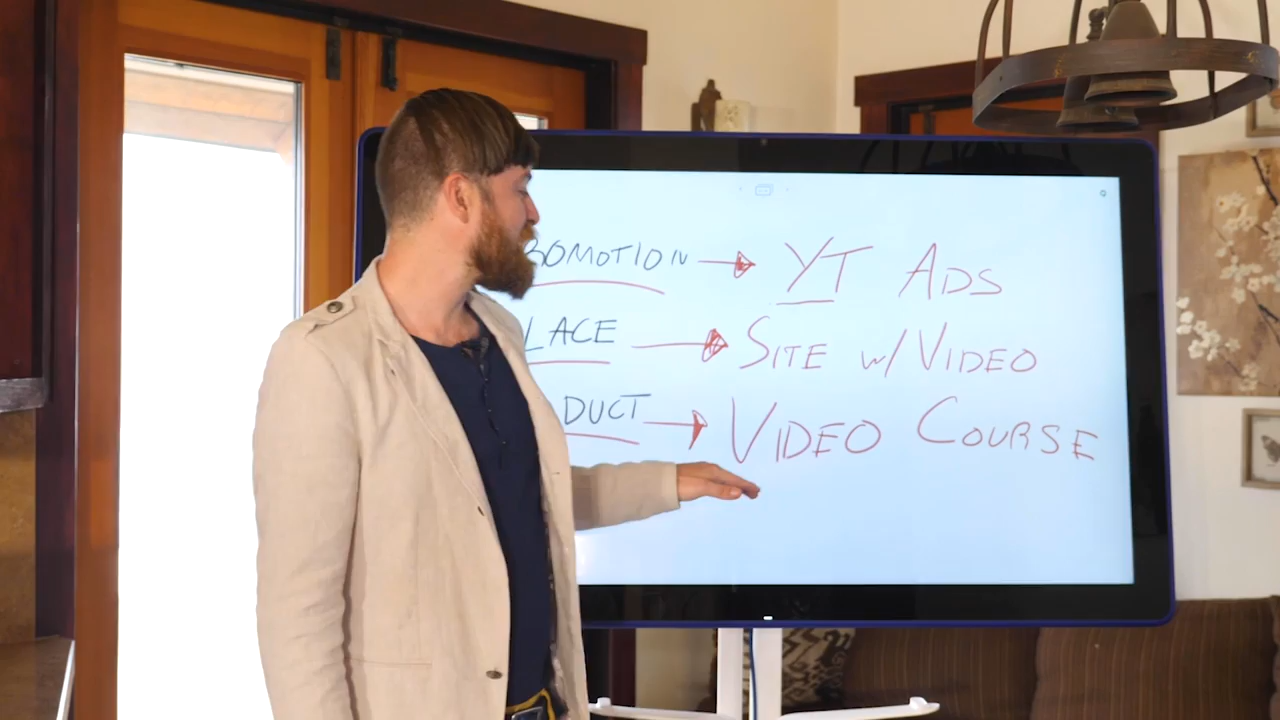 OMOTION → YT ADS
LACE → SITE W/ VIDEO
DUCT → VIDEO COURSE